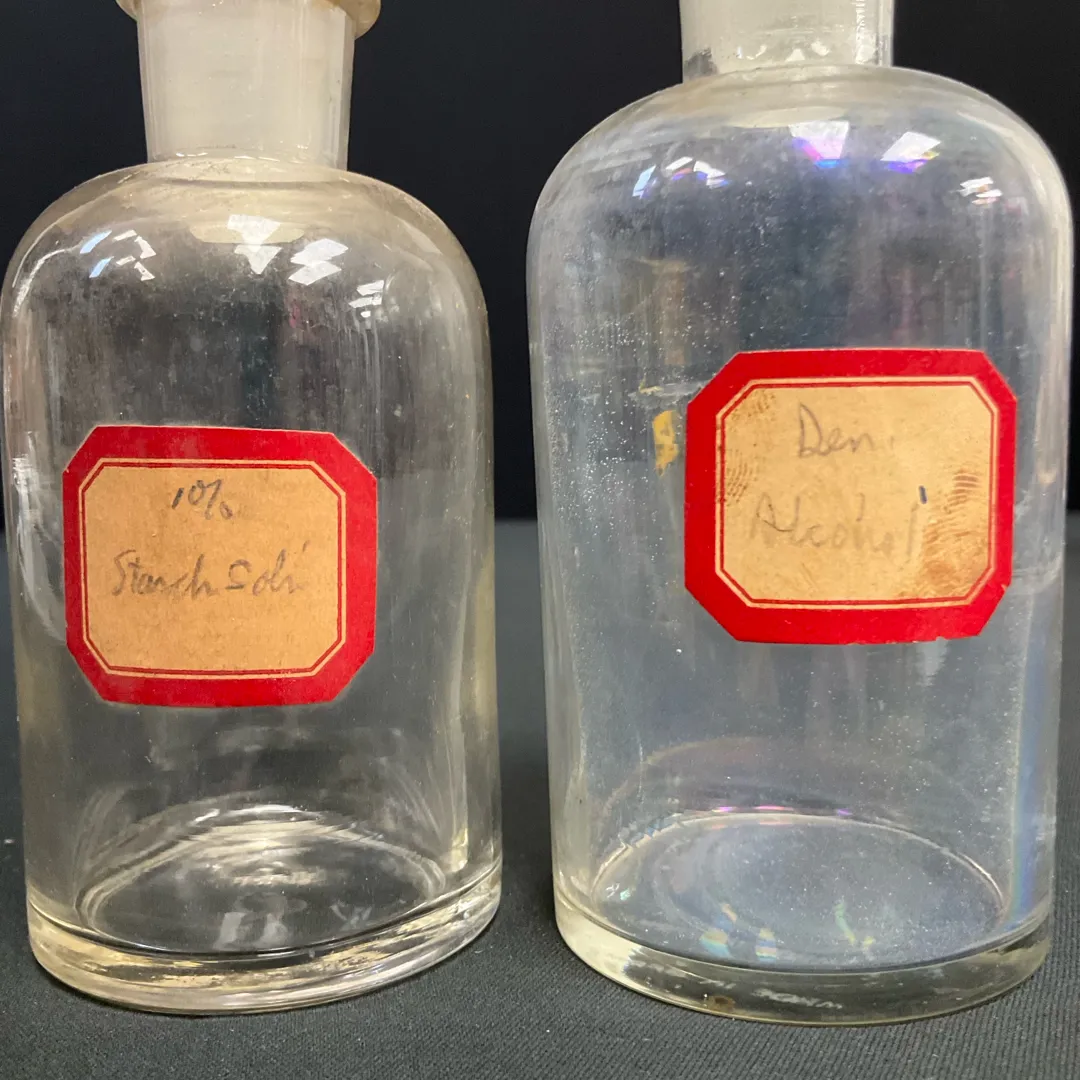 10%
Starch Soln
Den.
Alcohol